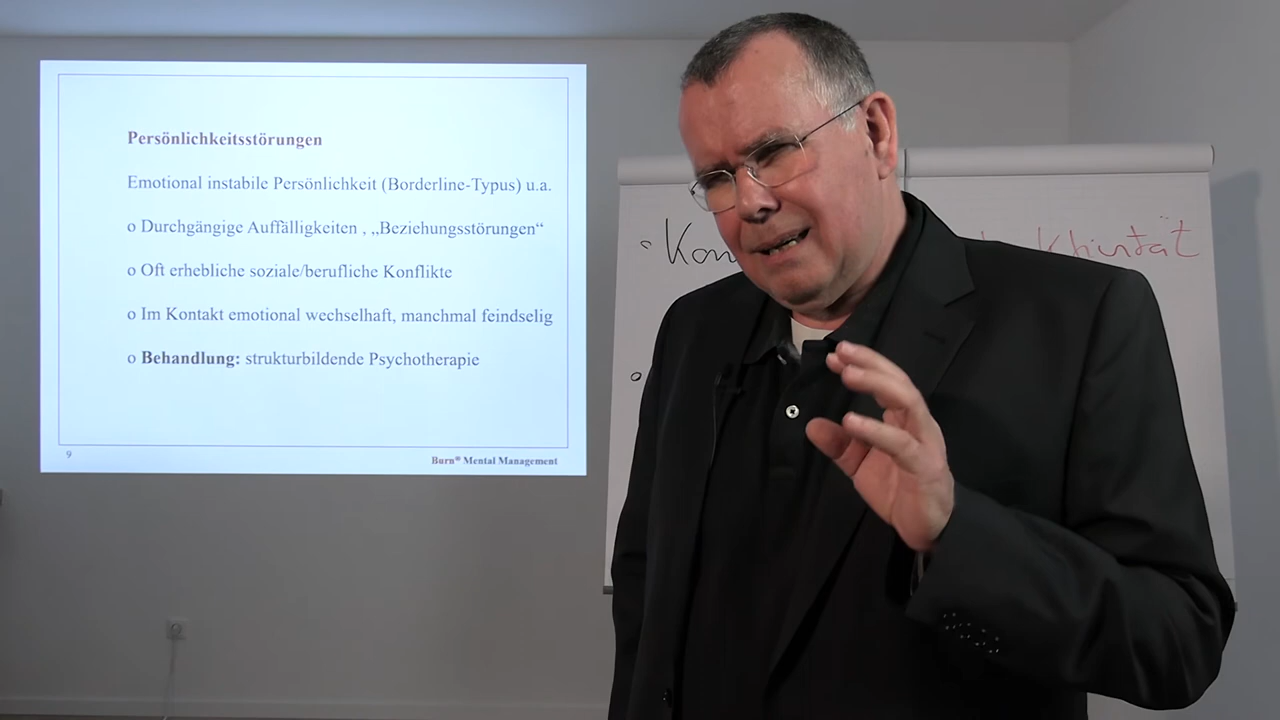 Persönlichkeitsstörungen
Emotional instabile Persönlichkeit (Borderline-Typus) u.a.
o Durchgängige Auffälligkeiten , „Beziehungsstörungen“
o Oft erhebliche soziale/berufliche Konflikte
o Im Kontakt emotional wechselhaft, manchmal feindselig
o Behandlung: strukturbildende Psychotherapie
9
Burn® Mental Management